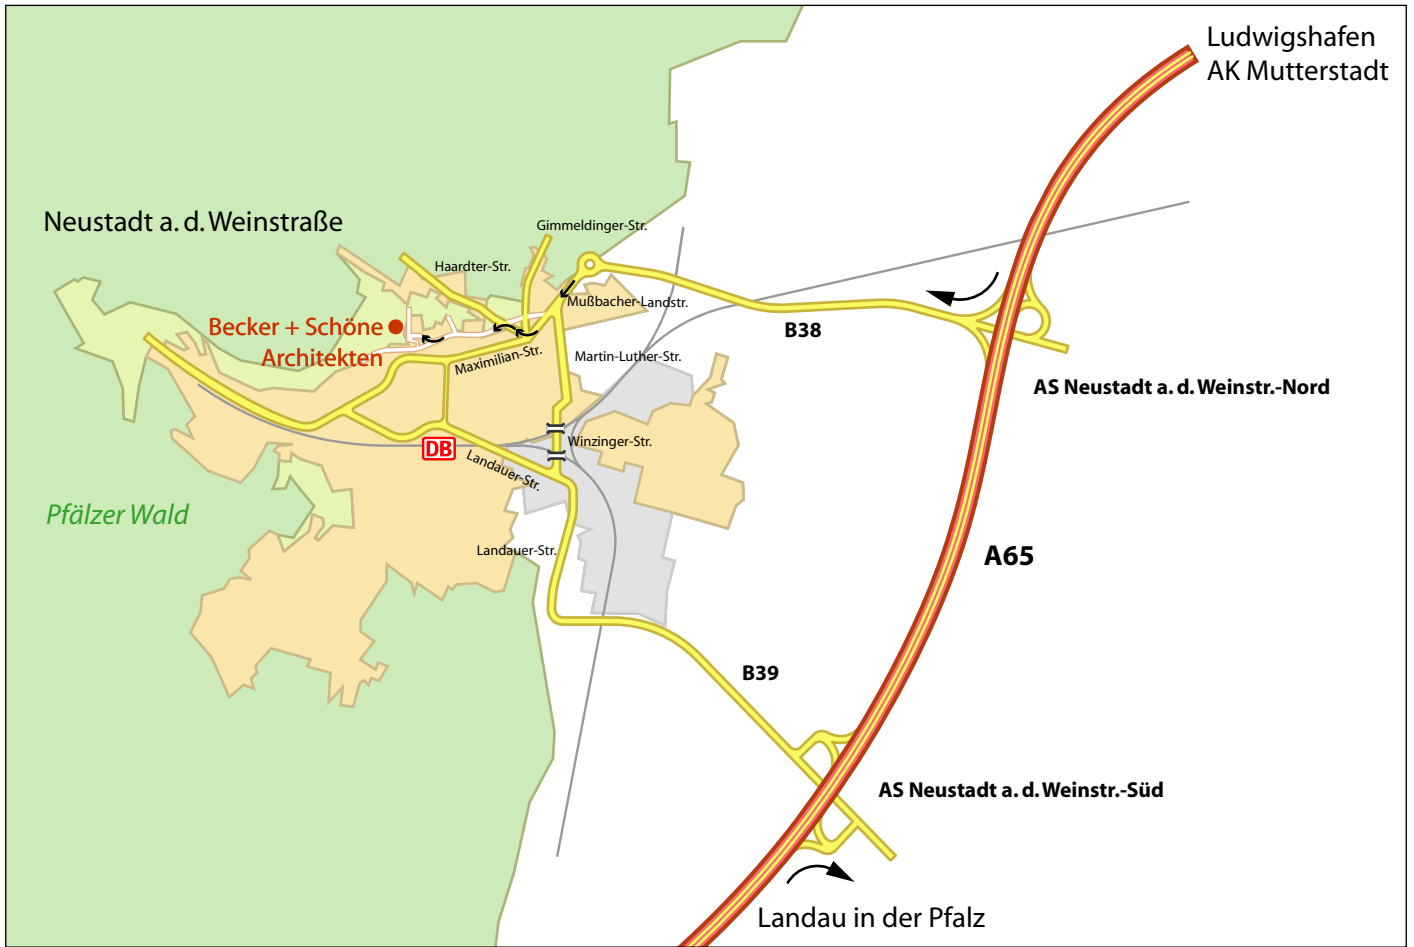 Ludwigshafen
AK Mutterstadt
Neustadt a. d. Weinstraße
Gimmeldinger-Str.
Haardter-Str.
Mußbacher-Landstr.
Becker + Schöne
Architekten
B38
Maximilian-Str.
Martin-Luther-Str.
AS Neustadt a. d. Weinstr.-Nord
DB
Winzinger-Str.
Landauer-Str.
Pfälzer Wald
Landauer-Str.
A65
B39
AS Neustadt a. d. Weinstr.-Süd
Landau in der Pfalz